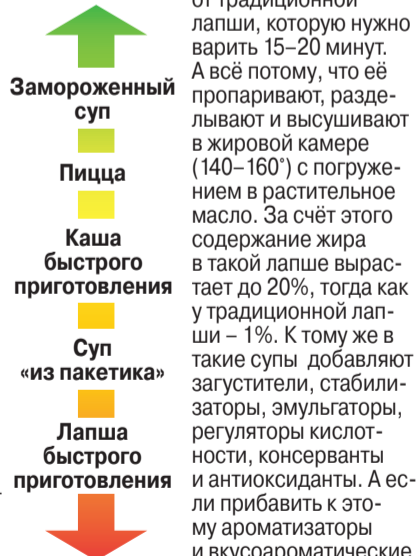 Замороженный
суп
Пицца
Каша
быстрого
приготовления
Суп
«из пакетика»
Лапша
быстрого
приготовления
от традиционной
лапши, которую нужно
варить 15–20 минут.
А всё потому, что её
пропаривают, разде-
лывают и высушивают
в жировой камере
(140–160°) с погруже-
нием в растительное
масло. За счёт этого
содержание жира
в такой лапше вырас-
тает до 20%, тогда как
у традиционной лап-
ши – 1%. К тому же в
такие супы добавляют
загустители, стабили-
заторы, эмульгаторы,
регуляторы кислот-
ности, консерванты
и антиоксиданты. А ес-
ли прибавить к это-
му ароматизаторы
и вкусоароматические